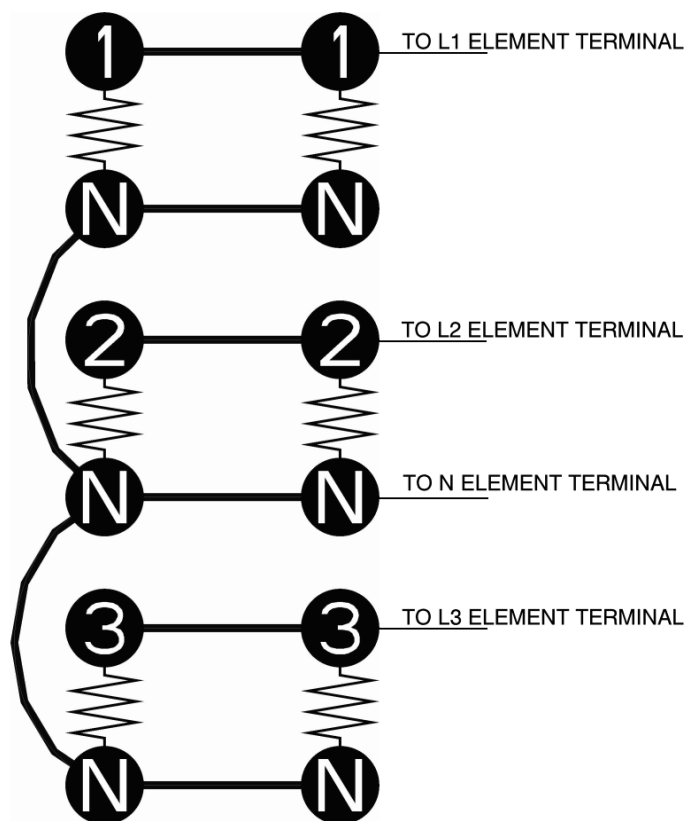 1 1 TO L1 ELEMENT TERMINAL
N N
2 2 TO L2 ELEMENT TERMINAL
N N TO N ELEMENT TERMINAL
3 3 TO L3 ELEMENT TERMINAL
N N